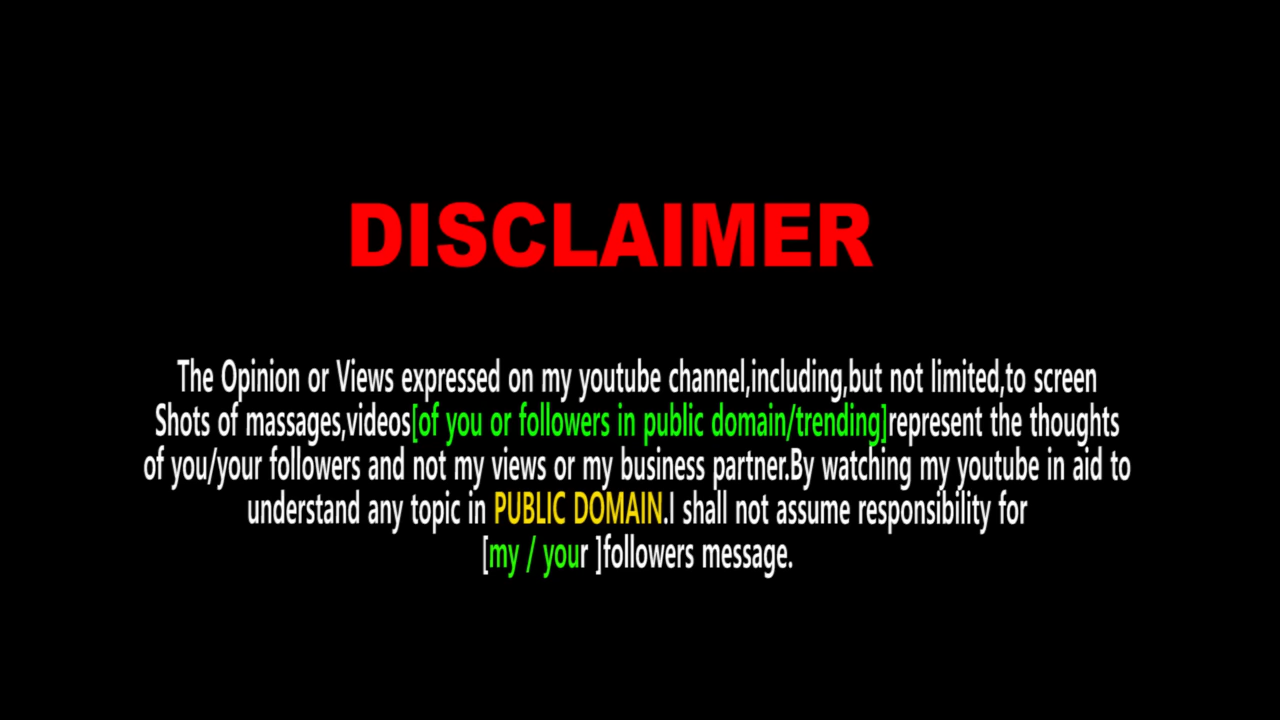 DISCLAIMER
The Opinion or Views expressed on my youtube channel,including,but not limited,to screen
Shots of massages,videos[of you or followers in public domain/trending]represent the thoughts
of you/your followers and not my views or my business partner.By watching my youtube in aid to
understand any topic in PUBLIC DOMAIN.I shall not assume responsibility for
[my / your ]followers message.